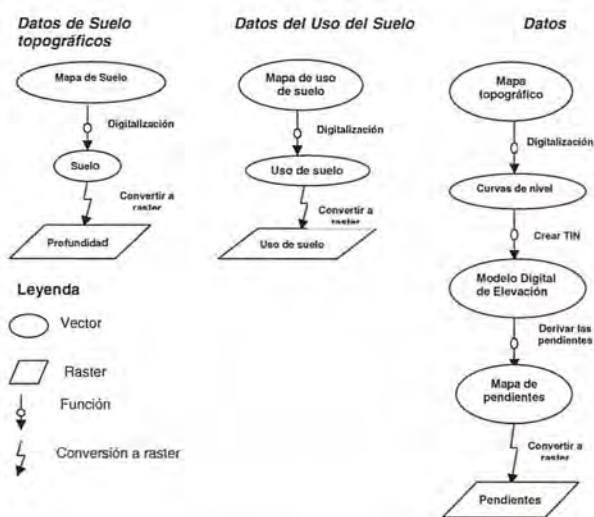 Datos de Suelo
topográficos
Mapa de Suelo
Digitalización
Suelo
Convertir a
raster
Profundidad
Datos del Uso del Suelo
Mapa de uso
de suelo
Digitalización
Uso de suelo
Convertir a
raster
Uso de suelo
Datos
Mapa
topográfico
Digitalización
Curvas de nivel
Crear TIN
Modelo Digital
de Elevación
Derivar las
pendientes
Mapa de
pendientes
Convertir a
raster
Pendientes
Leyenda
Vector
Raster
Función
Conversión a raster